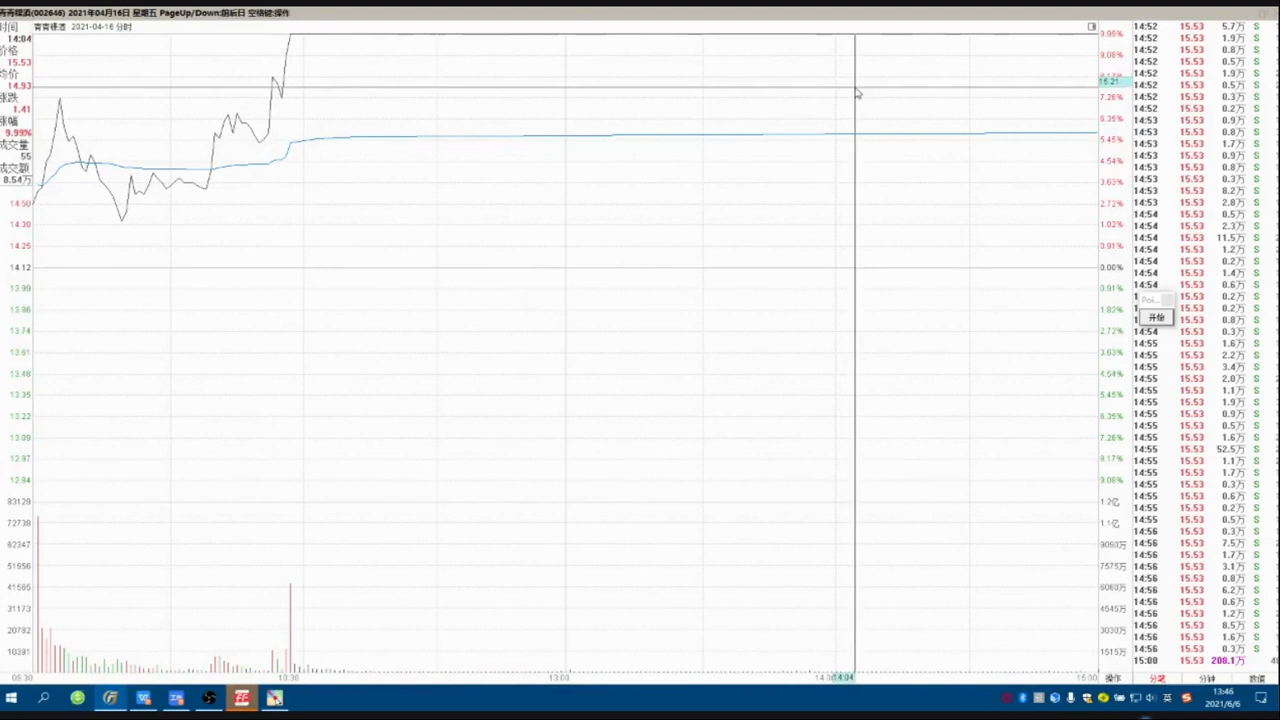 青青稞酒(002646) 2021年04月16日 星期五 PageUp/Down:前后日 空格键:操作
时间 青青稞酒 2021-04-16 分时
14:04
价格
15.53
均价
14.93
涨跌
1.41
涨幅
9.99%
成交量
55
成交额
8.54万
14.50
14.30
14.25
14.12
13.99
13.86
13.74
13.61
13.48
13.35
13.22
13.09
12.97
12.84
83129
72738
62347
51956
41565
31173
20782
10391
9.99%
9.08%
15.21
7.26%
6.35%
5.45%
4.54%
3.63%
2.72%
1.02%
0.91%
0.00%
0.91%
1.82%
2.72%
3.63%
4.54%
5.45%
6.35%
7.26%
8.17%
9.08%
1.2亿
1.1亿
9090万
7575万
6060万
4545万
3030万
1515万
09:30 10:30 13:00 14:04 15:00 操作
14:52 15.53 5.7万 S
14:52 15.53 1.9万 S
14:52 15.53 0.8万 S
14:52 15.53 0.5万 S
14:52 15.53 1.9万 S
14:52 15.53 0.5万 S
14:52 15.53 0.3万 S
14:52 15.53 0.2万 S
14:53 15.53 0.9万 S
14:53 15.53 0.8万 S
14:53 15.53 1.7万 S
14:53 15.53 0.9万 S
14:53 15.53 0.8万 S
14:53 15.53 0.3万 S
14:53 15.53 8.2万 S
14:53 15.53 2.8万 S
14:54 15.53 0.5万 S
14:54 15.53 2.3万 S
14:54 15.53 11.5万 S
14:54 15.53 1.2万 S
14:54 15.53 0.2万 S
14:54 15.53 1.4万 S
14:54 15.53 0.6万 S
15.53 0.2万 S
15.53 0.2万 S
15.53 0.8万 S
14:54 15.53 0.3万 S
14:55 15.53 1.6万 S
14:55 15.53 2.2万 S
14:55 15.53 3.4万 S
14:55 15.53 2.0万 S
14:55 15.53 1.1万 S
14:55 15.53 1.9万 S
14:55 15.53 0.9万 S
14:55 15.53 0.5万 S
14:55 15.53 1.6万 S
14:55 15.53 52.5万 S
14:55 15.53 1.1万 S
14:55 15.53 1.7万 S
14:55 15.53 0.3万 S
14:55 15.53 0.6万 S
14:55 15.53 0.2万 S
14:55 15.53 0.5万 S
14:56 15.53 0.3万 S
14:56 15.53 7.5万 S
14:56 15.53 1.7万 S
14:56 15.53 3.1万 S
14:56 15.53 0.8万 S
14:56 15.53 6.2万 S
14:56 15.53 0.6万 S
14:56 15.53 1.2万 S
14:56 15.53 8.5万 S
14:56 15.53 1.6万 S
14:56 15.53 0.3万 S
15:00 15.53 208.1万
分笔 分钟 数值
Poi...
开始
英
13:46
2021/6/6